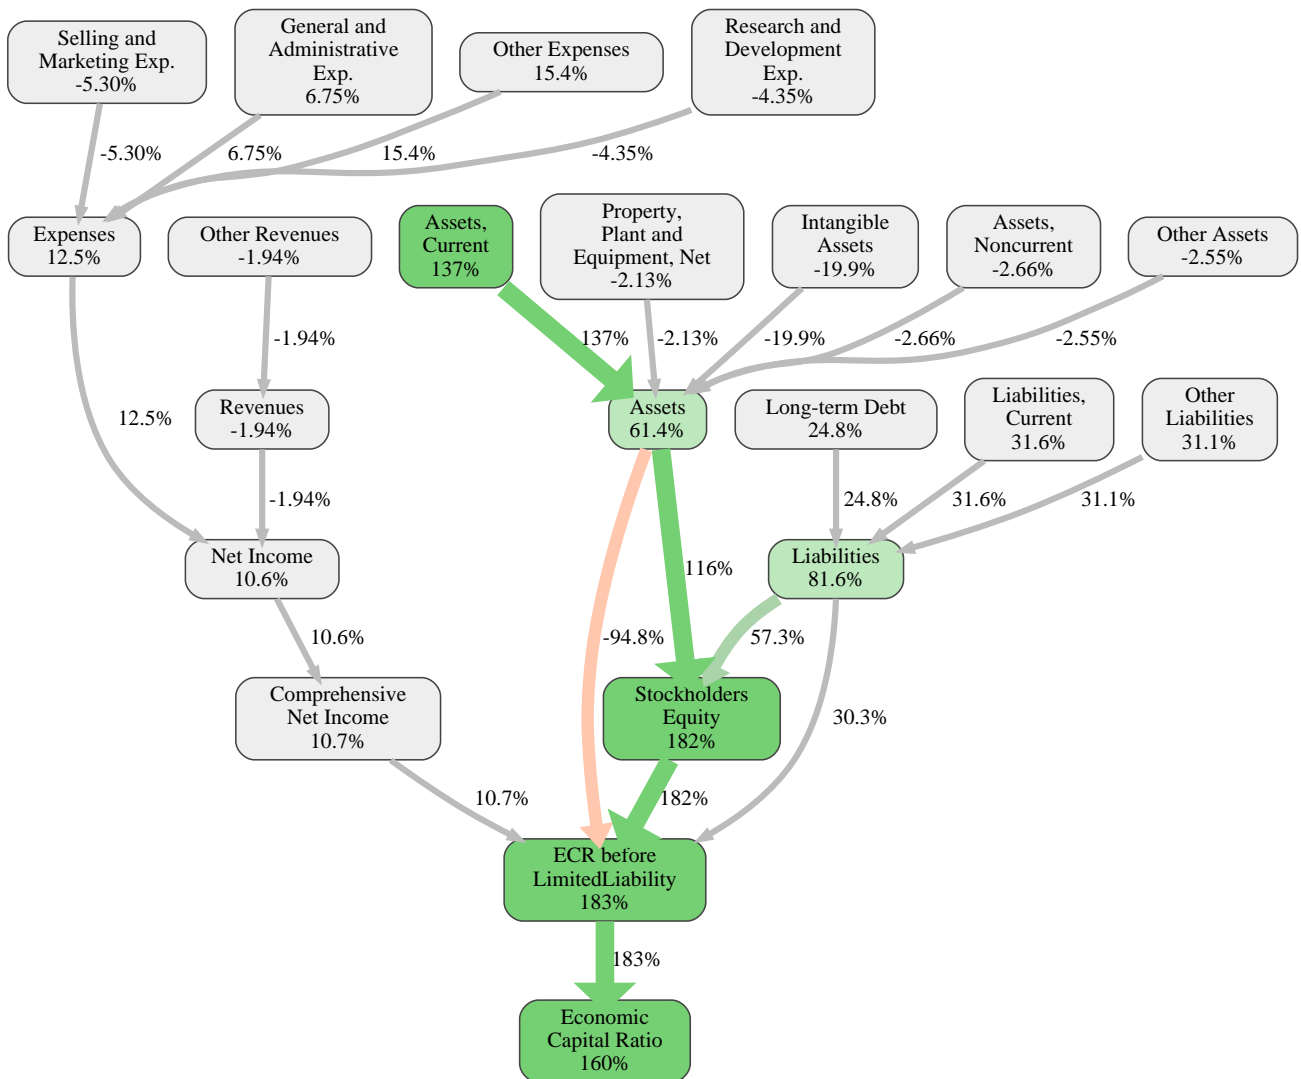 Selling and
Marketing Exp.
-5.30%
General and
Administrative
Exp.
6.75%
Other Expenses
15.4%
Research and
Development
Exp.
-4.35%
-5.30%
6.75%
15.4%
-4.35%
Expenses
12.5%
Other Revenues
-1.94%
Assets,
Current
137%
Property,
Plant and
Equipment, Net
-2.13%
Intangible
Assets
-19.9%
Assets,
Noncurrent
-2.66%
Other Assets
-2.55%
-1.94%
137%
-2.13%
-19.9%
-2.66%
-2.55%
12.5%
Revenues
-1.94%
Assets
61.4%
Long-term Debt
24.8%
Liabilities,
Current
31.6%
Other
Liabilities
31.1%
-1.94%
24.8%
31.6%
31.1%
Net Income
10.6%
116%
Liabilities
81.6%
10.6%
-94.8%
57.3%
Comprehensive
Net Income
10.7%
Stockholders
Equity
182%
30.3%
10.7%
182%
ECR before
LimitedLiability
183%
183%
Economic
Capital Ratio
160%